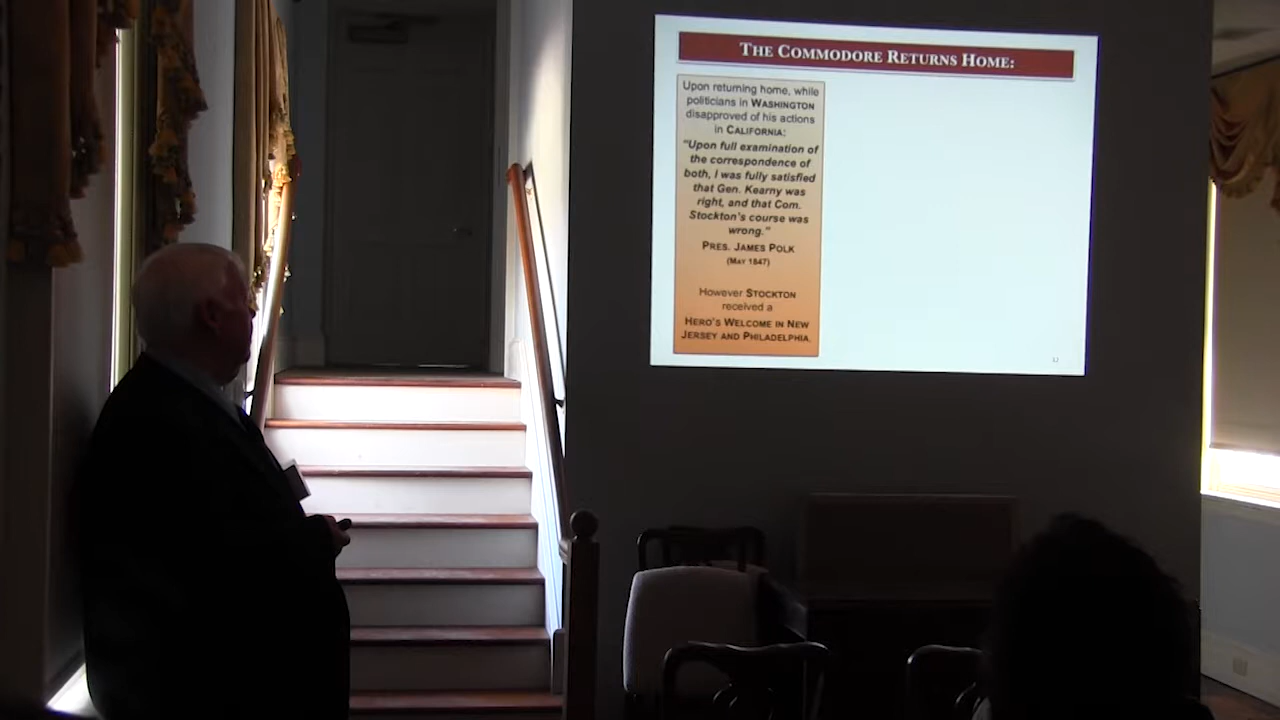 THE COMMODORE RETURNS HOME:
Upon returning home, while
politicians in WASHINGTON
disapproved of his actions
in CALIFORNIA:
"Upon full examination of
the correspondence of
both, I was fully satisfied
that Gen. Kearny was
right, and that Com.
Stockton's course was
wrong."
PRES. JAMES POLK
(MAY 1847)
However STOCKTON
received a
HERO'S WELCOME IN NEW
JERSEY AND PHILADELPHIA.
12